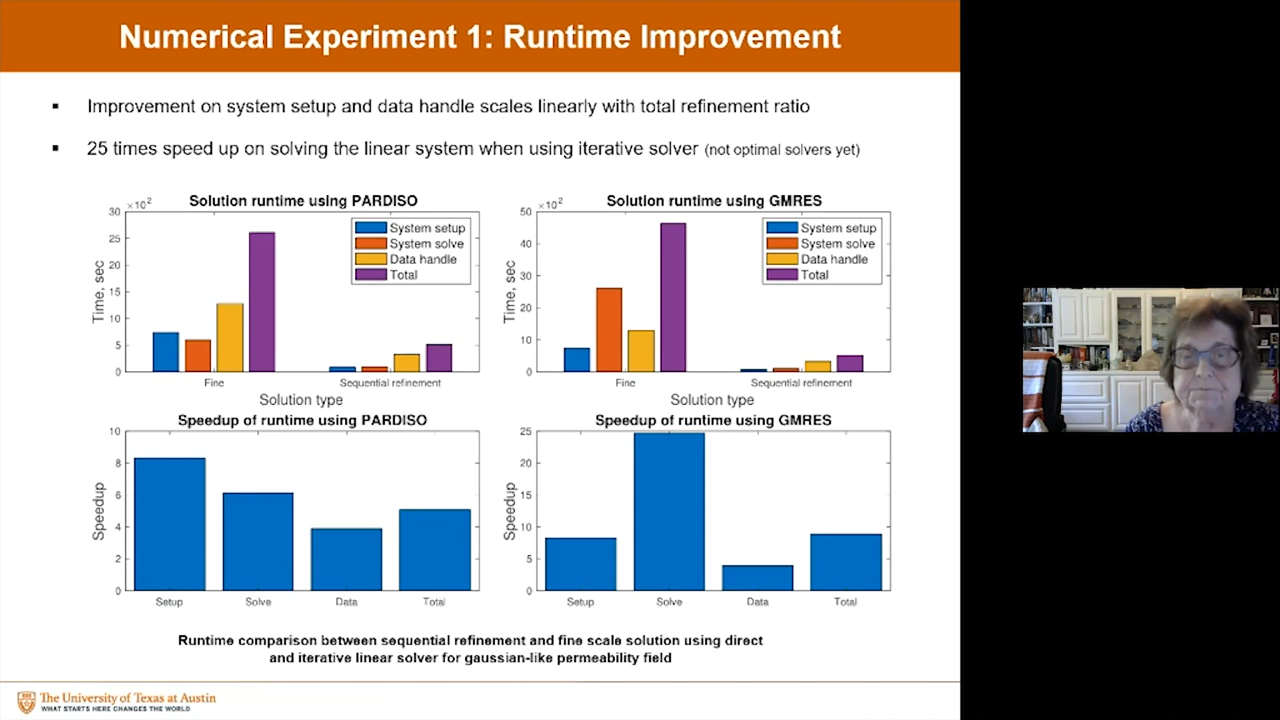 Numerical Experiment 1: Runtime Improvement
▪ Improvement on system setup and data handle scales linearly with total refinement ratio
▪ 25 times speed up on solving the linear system when using iterative solver (not optimal solvers yet)
Solution runtime using PARDISO
×10²
30
25
20
15
10
5
0
Time, sec
System setup
System solve
Data handle
Total
Fine
Sequential refinement
Solution type
Solution runtime using GMRES
×10²
50
40
30
20
10
0
Time, sec
System setup
System solve
Data handle
Total
Fine
Sequential refinement
Solution type
Speedup of runtime using PARDISO
10
8
6
4
2
0
Speedup
Setup
Solve
Data
Total
Speedup of runtime using GMRES
25
20
15
10
5
0
Speedup
Setup
Solve
Data
Total
Runtime comparison between sequential refinement and fine scale solution using direct
and iterative linear solver for gaussian-like permeability field
The University of Texas at Austin
WHAT STARTS HERE CHANGES THE WORLD